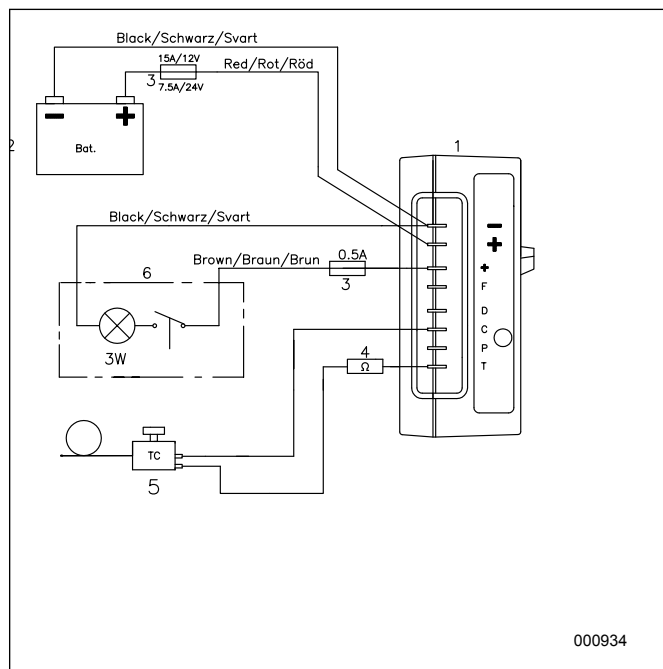 Black/Schwarz/Svart
15A/12V
3
7.5A/24V
Red/Rot/Röd
2
Bat.
1
Black/Schwarz/Svart
Brown/Braun/Brun
0.5A
3
6
3W
4
Ω
TC
5
+
F
D
C
P
T
000934